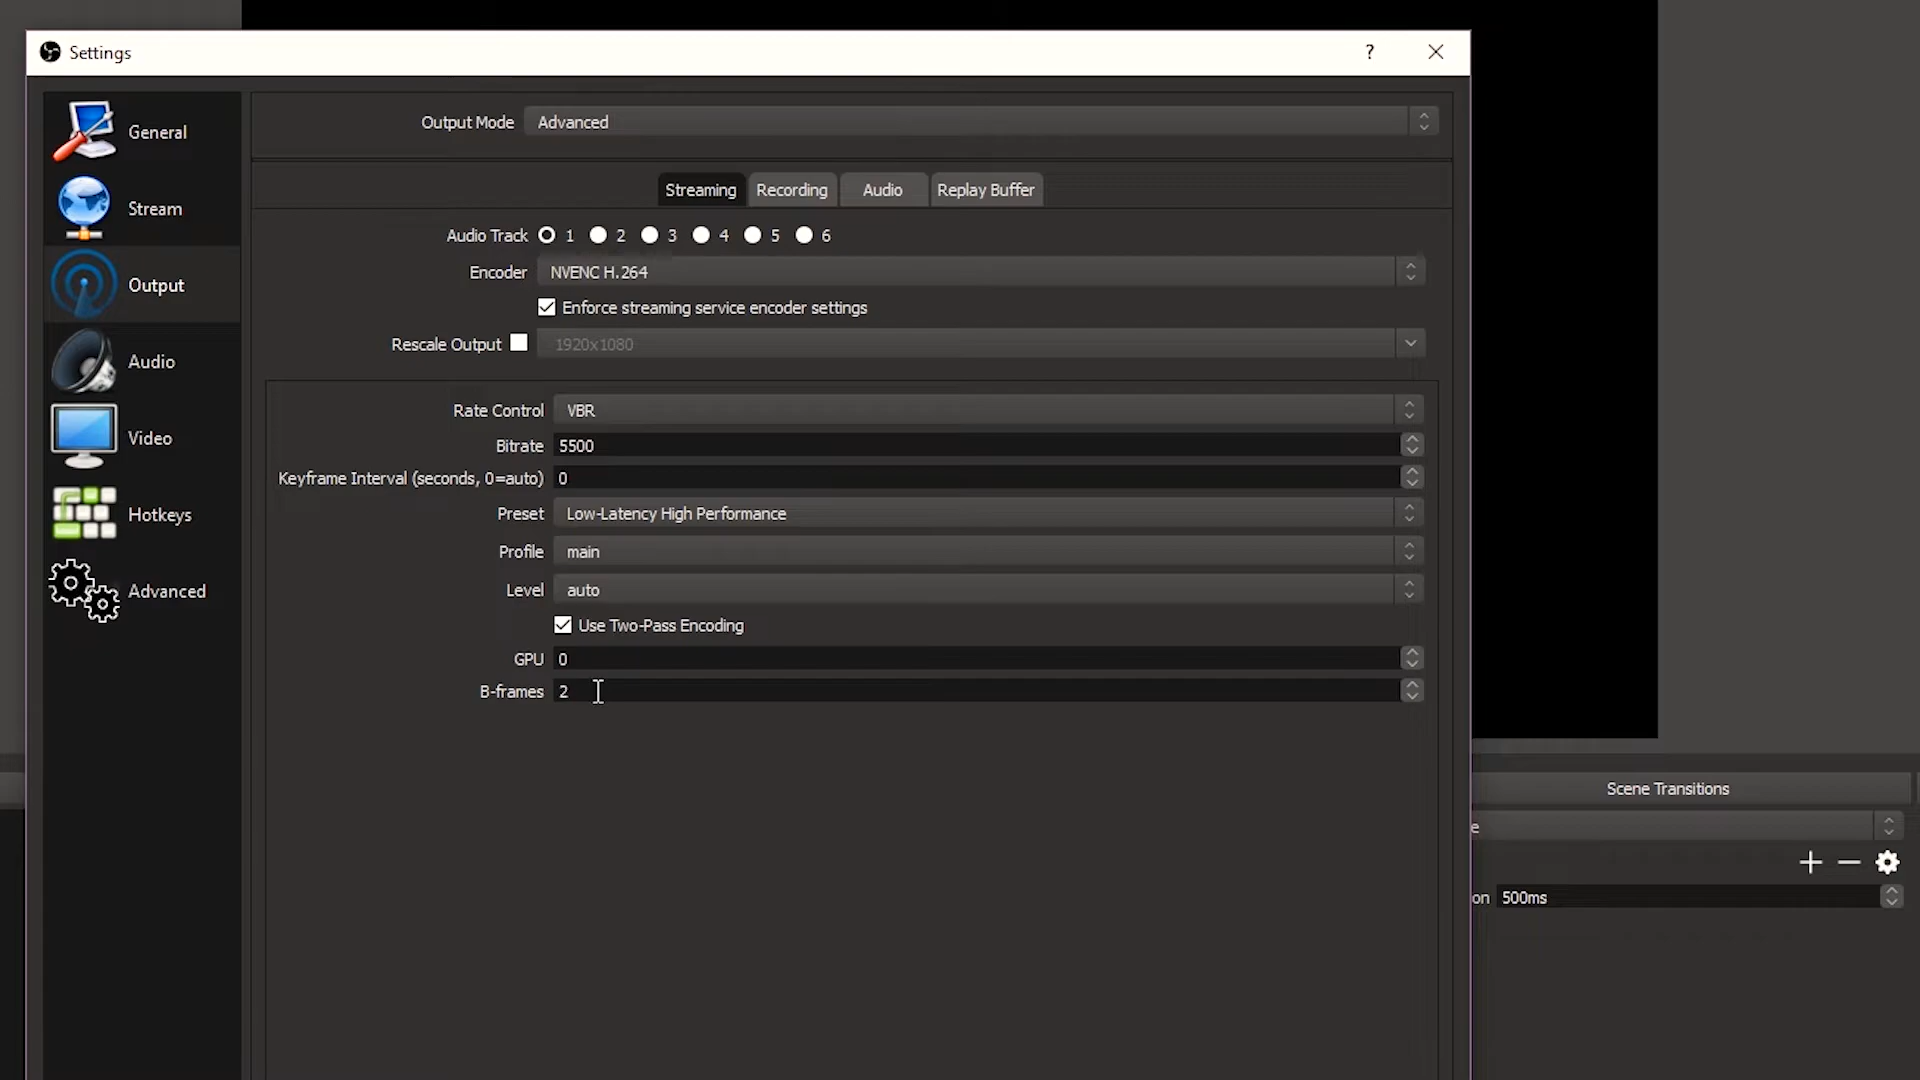 Settings
?
General
Stream
Output
Audio
Video
Hotkeys
Advanced
Output Mode Advanced
Streaming Recording Audio Replay Buffer
Audio Track 1 2 3 4 5 6
Encoder NVENC H.264
Enforce streaming service encoder settings
Rescale Output 1920x1080
Rate Control VBR
Bitrate 5500
Keyframe Interval (seconds, 0=auto) 0
Preset Low-Latency High Performance
Profile main
Level auto
Use Two-Pass Encoding
GPU 0
B-frames 2
Scene Transitions
e
on 500ms